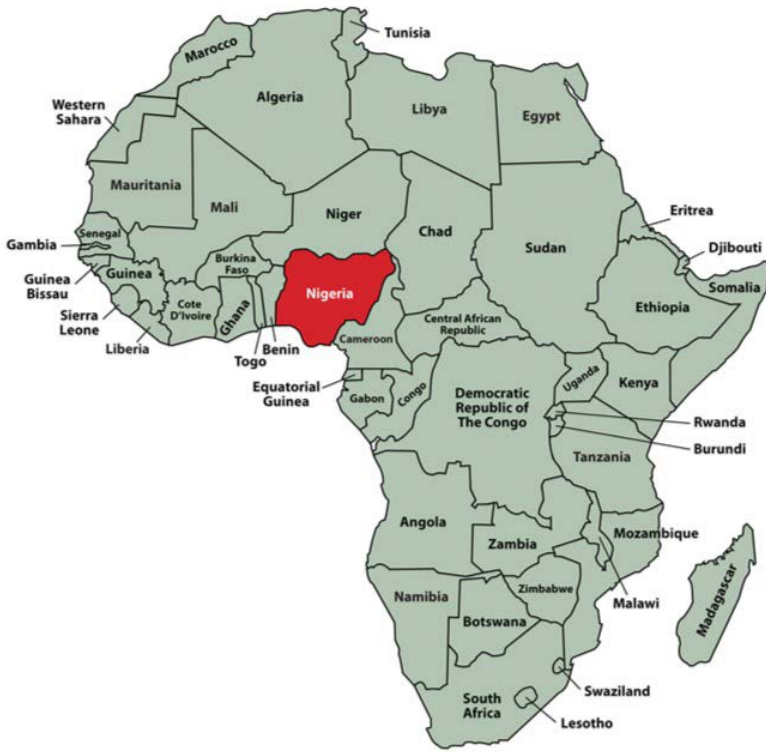 Tunisia
Marocco
Algeria
Libya
Egypt
Western
Sahara
Mauritania
Mali
Niger
Chad
Sudan
Eritrea
Djibouti
Senegal
Gambia
Guinea
Bissau
Guinea
Burkina
Faso
Nigeria
Somalia
Ethiopia
Sierra
Leone
Liberia
Cote
D'Ivoire
Ghana
Togo
Benin
Cameroon
Central African
Republic
Equatorial
Guinea
Gabon
Congo
Democratic
Republic of
The Congo
Uganda
Kenya
Rwanda
Burundi
Tanzania
Angola
Zambia
Mozambique
Malawi
Madagascar
Namibia
Zimbabwe
Botswana
Swaziland
South
Africa
Lesotho